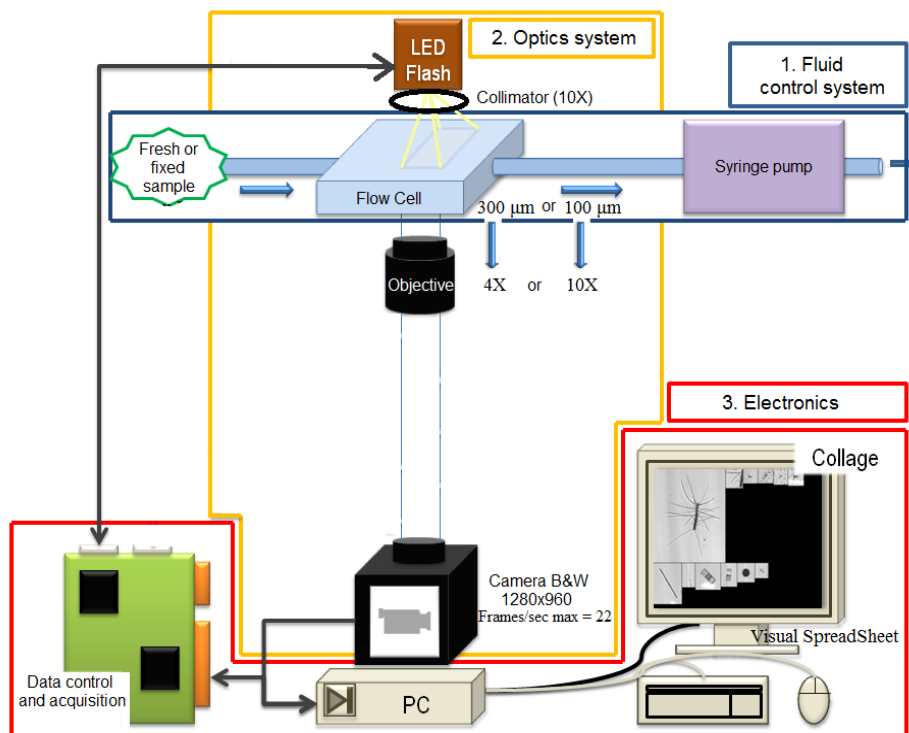 LED
Flash
2. Optics system
1. Fluid
control system
Collimator (10X)
Fresh or
fixed
sample
Flow Cell
Syringe pump
300 µm or 100 µm
Objective
4X or 10X
3. Electronics
Collage
Camera B&W
1280x960
Frames/sec max = 22
Visual SpreadSheet
Data control
and acquisition
PC